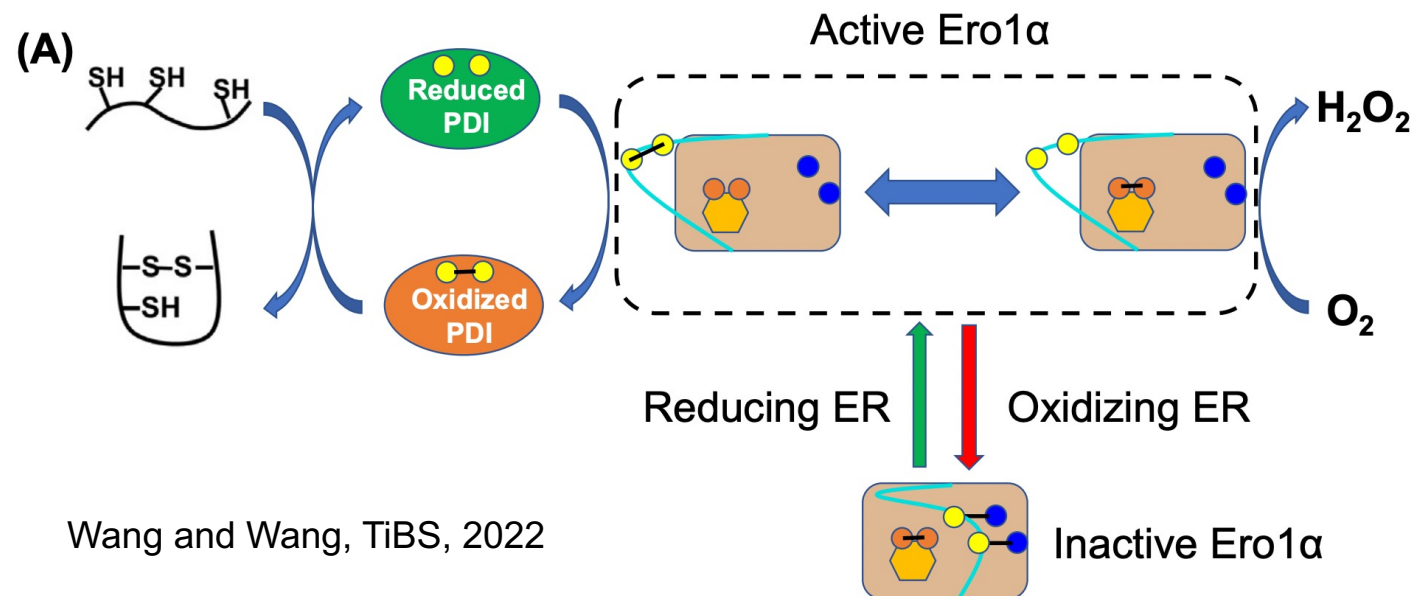 (A)
Active Ero1α
SH SH SH
Reduced
PDI
H₂O₂
-S-S-
-SH
Oxidized
PDI
O₂
Reducing ER
Oxidizing ER
Wang and Wang, TiBS, 2022
Inactive Ero1α